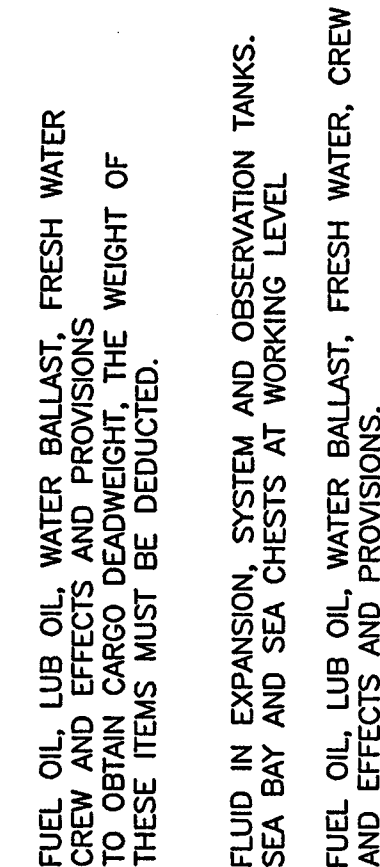 FUEL OIL, LUB OIL, WATER BALLAST, FRESH WATER
CREW AND EFFECTS AND PROVISIONS
TO OBTAIN CARGO DEADWEIGHT, THE WEIGHT OF
THESE ITEMS MUST BE DEDUCTED.
FLUID IN EXPANSION, SYSTEM AND OBSERVATION TANKS.
SEA BAY AND SEA CHESTS AT WORKING LEVEL
FUEL OIL, LUB OIL, WATER BALLAST, FRESH WATER, CREW
AND EFFECTS AND PROVISIONS.